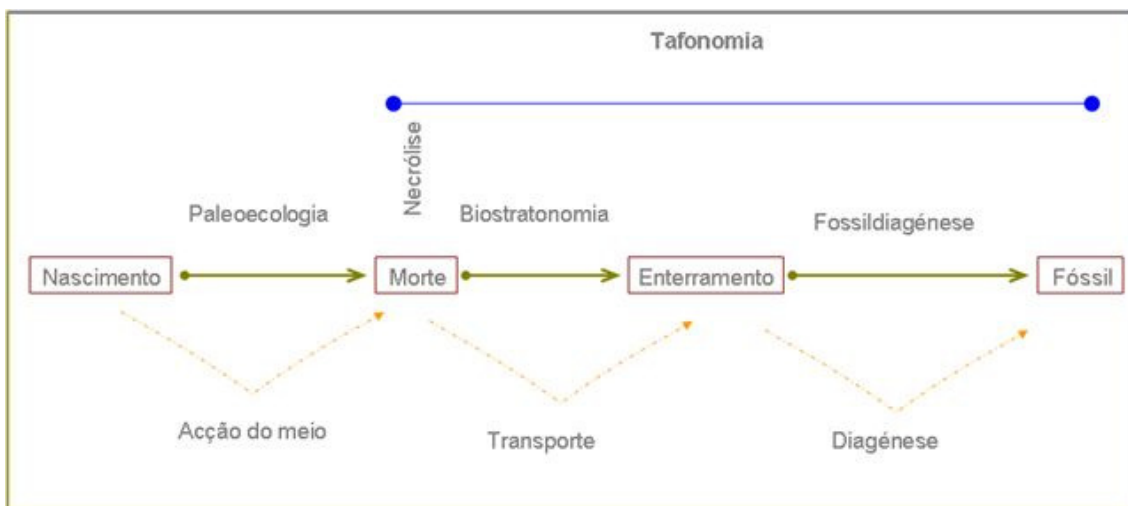 Tafonomia
Necrólise
Paleoecologia
Biostratonomia
Fossildiagénese
Nascimento
Morte
Enterramento
Fóssil
Acção do meio
Transporte
Diagénese